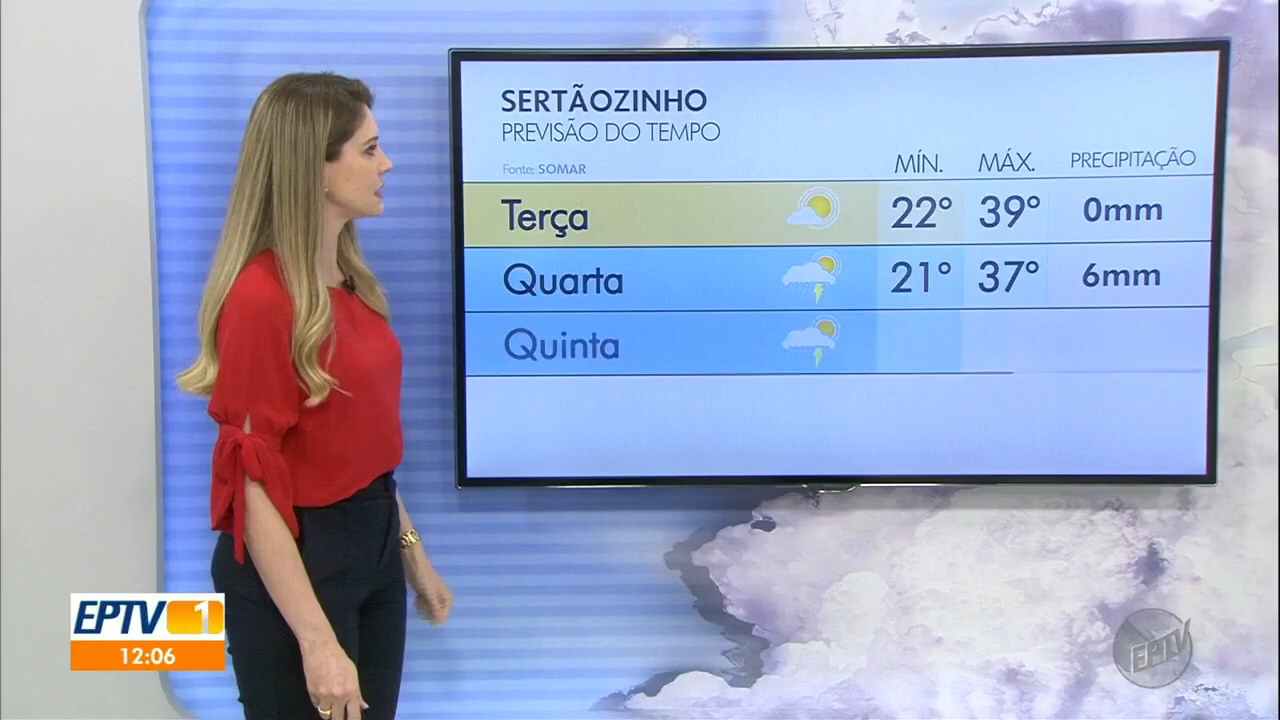 SERTÃOZINHO
PREVISÃO DO TEMPO
Fonte: SOMAR
MÍN. MÁX. PRECIPITAÇÃO
Terça 22° 39° 0mm
Quarta 21° 37° 6mm
Quinta
EPTV 1
12:06
EPTV